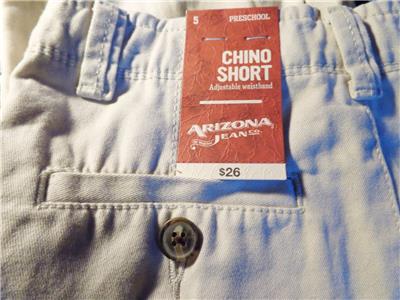 5 PRESCHOOL
CHINO
SHORT
Adjustable waistband
ARIZONA
JEAN CO.
$26